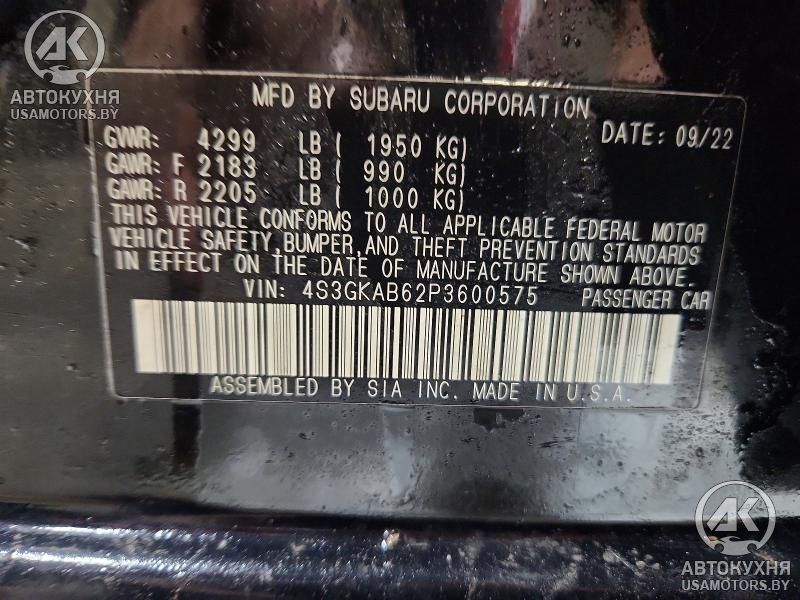 AK
АВТОКУХНЯ
USAMOTORS.BY
MFD BY SUBARU CORPORATION
GVWR: 4299 LB ( 1950 KG) DATE: 09/22
GAWR: F 2183 LB ( 990 KG)
GAWR: R 2205 LB ( 1000 KG)
THIS VEHICLE CONFORMS TO ALL APPLICABLE FEDERAL MOTOR
VEHICLE SAFETY, BUMPER, AND THEFT PREVENTION STANDARDS
IN EFFECT ON THE DATE OF MANUFACTURE SHOWN ABOVE.
VIN: 4S3GKAB62P3600575 PASSENGER CAR
ASSEMBLED BY SIA INC. MADE IN U.S.A.
AK
АВТОКУХНЯ
USAMOTORS.BY